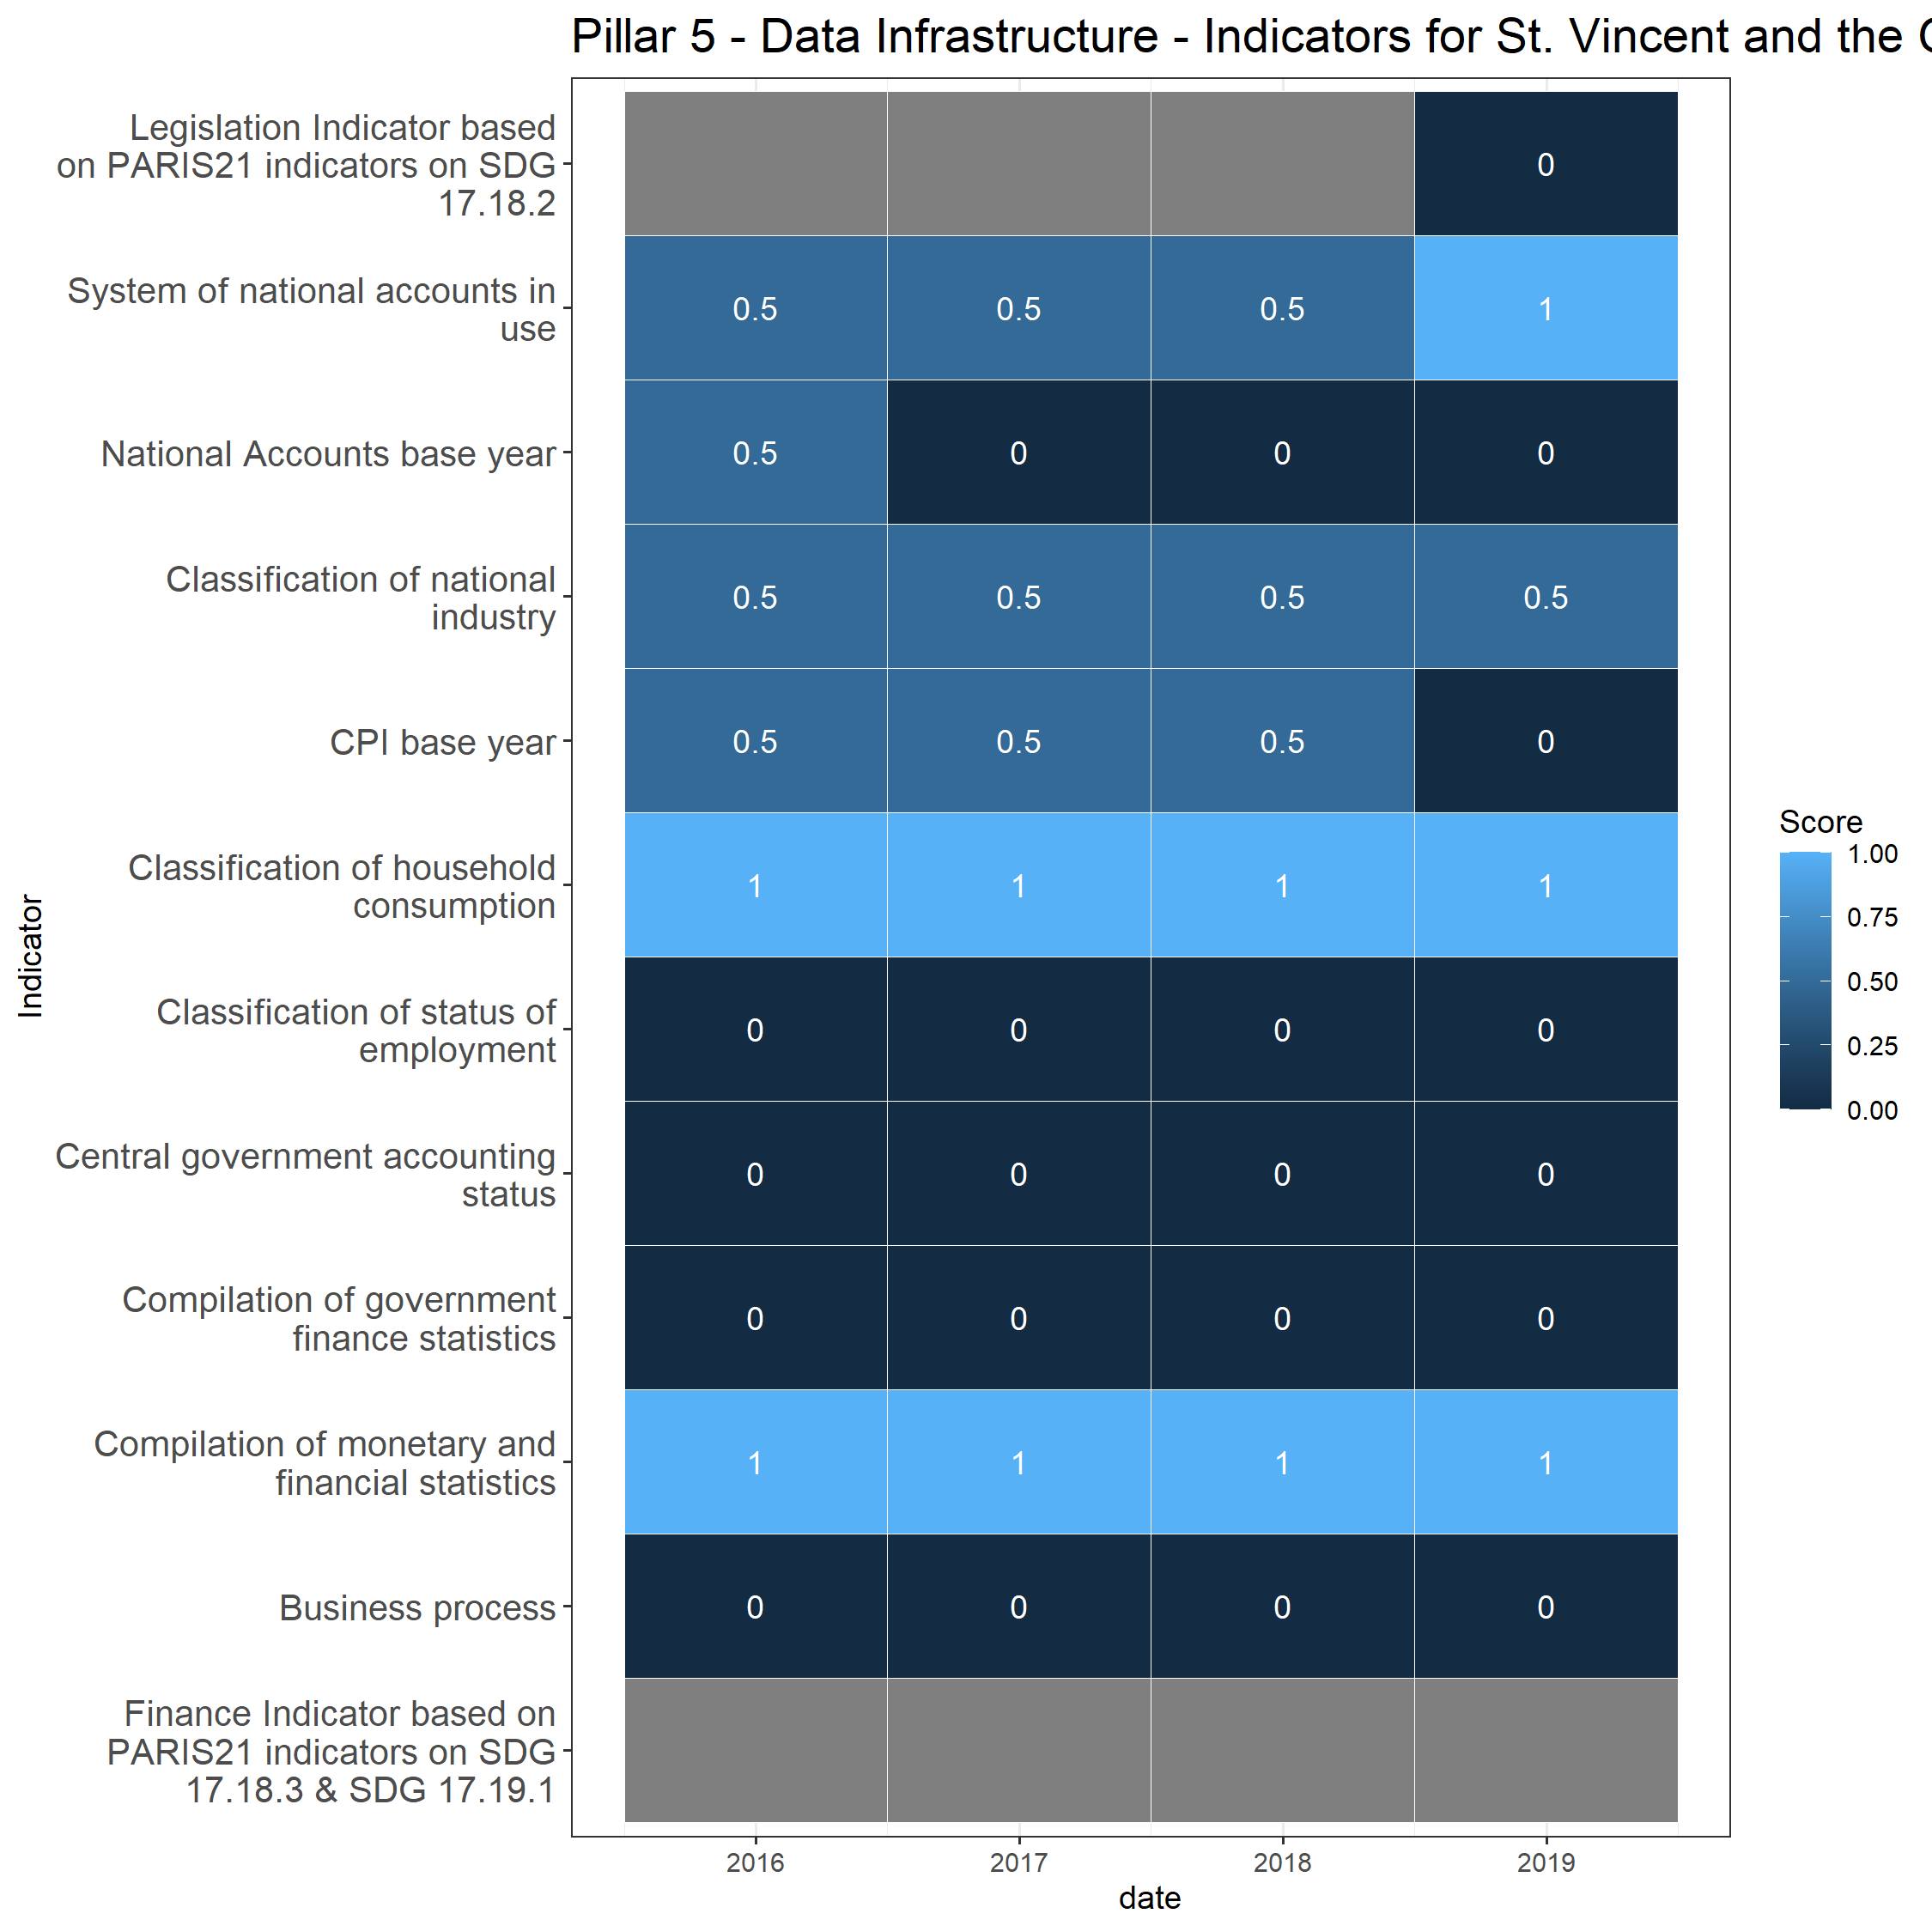 Pillar 5 - Data Infrastructure - Indicators for St. Vincent and the
Legislation Indicator based
on PARIS21 indicators on SDG
17.18.2
0
System of national accounts in
use
0.5 0.5 0.5 1
National Accounts base year
0.5 0 0 0
Classification of national
industry
0.5 0.5 0.5 0.5
CPI base year
0.5 0.5 0.5 0
Classification of household
consumption
1 1 1 1
Classification of status of
employment
0 0 0 0
Central government accounting
status
0 0 0 0
Compilation of government
finance statistics
0 0 0 0
Compilation of monetary and
financial statistics
1 1 1 1
Business process
0 0 0 0
Finance Indicator based on
PARIS21 indicators on SDG
17.18.3 & SDG 17.19.1
2016 2017 2018 2019
date
Indicator
Score
1.00
0.75
0.50
0.25
0.00